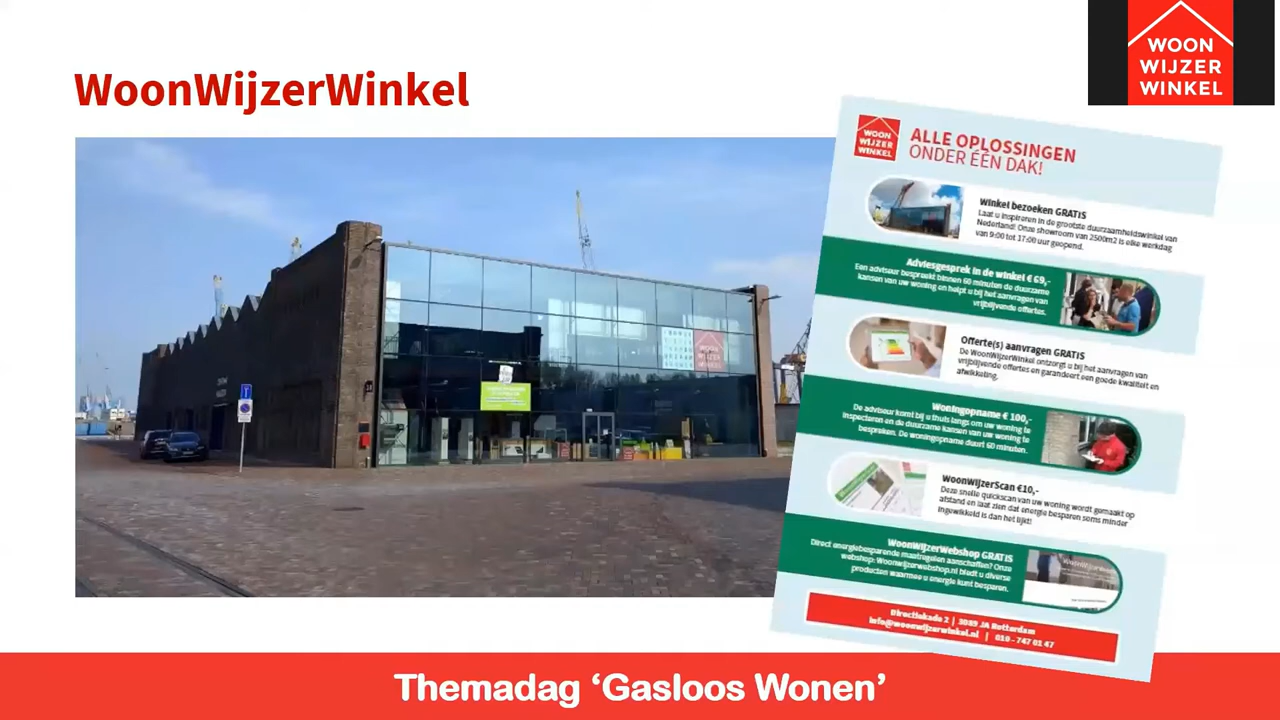 WoonWijzerWinkel
WOON
WIJZER
WINKEL
WOON
WIJZER
WINKEL
WOON
WIJZER
WINKEL
ALLE OPLOSSINGEN
ONDER ÉÉN DAK!
Winkel bezoeken GRATIS
Laat u inspireren in de grootste duurzaamheidswinkel van
Nederland! Onze showroom van 2500m2 is elke werkdag
van 9:00 tot 17:00 uur geopend.
Adviesgesprek in de winkel € 69,-
Een adviseur bespreekt binnen 60 minuten de duurzame
kansen van uw woning en helpt u bij het aanvragen van
vrijblijvende offertes.
Offerte(s) aanvragen GRATIS
De WoonWijzerWinkel ontzorgt u bij het aanvragen van
vrijblijvende offertes en garandeert een goede kwaliteit en
afwikkeling.
Woningopname € 100,-
De adviseur komt bij u thuis langs om uw woning te
inspecteren en de duurzame kansen van uw woning te
bespreken. De woningopname duurt 60 minuten.
WoonWijzerScan €10,-
Deze snelle quickscan van uw woning wordt gemaakt op
afstand en laat zien dat energie besparen soms minder
ingewikkeld is dan het lijkt!
WoonWijzerWebshop GRATIS
Direct energiebesparende maatregelen aanschaffen? Onze
webshop: Woonwijzerwebshop.nl biedt u diverse
producten waarmee u energie kunt besparen.
Directiekade 2 | 3089 JA Rotterdam
info@woonwijzerwinkel.nl | 010 - 747 01 47
Themadag ‘Gasloos Wonen’